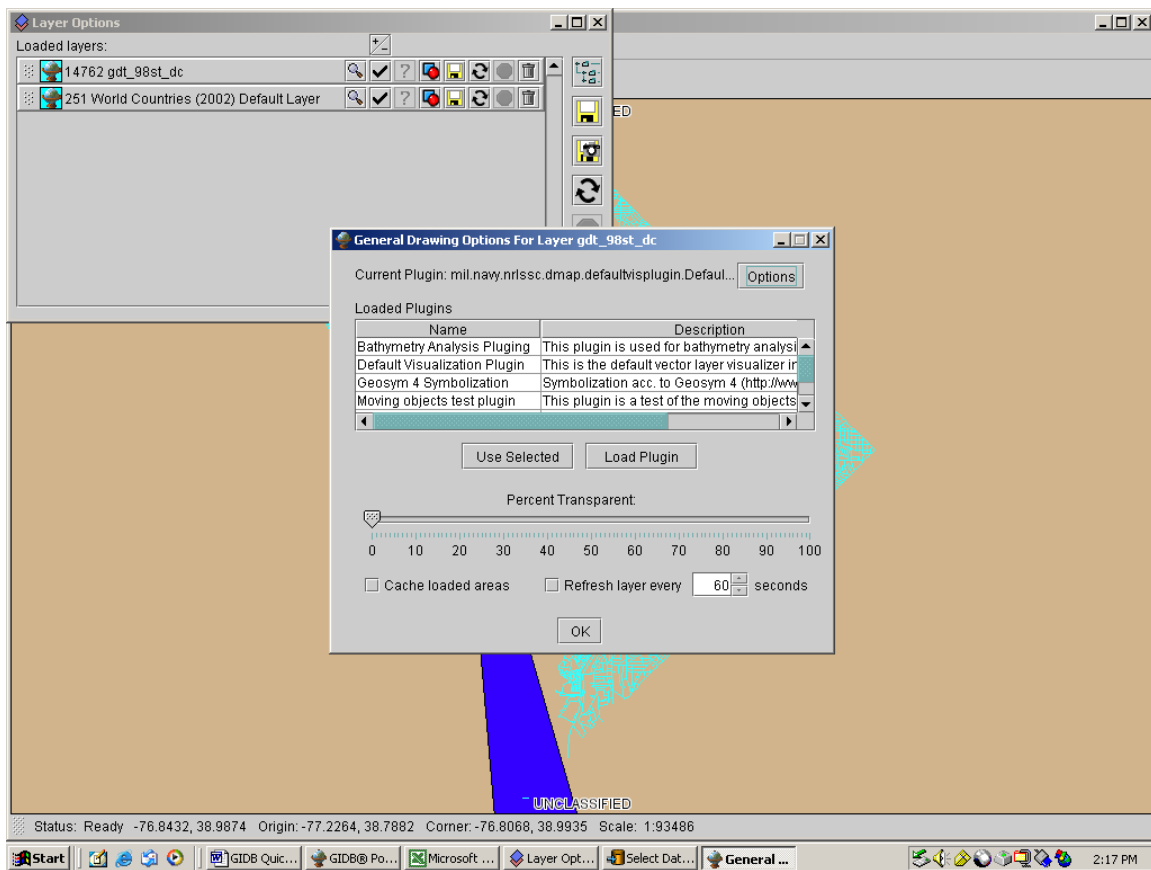 Layer Options
Loaded layers:
+/-
14762 gdt_98st_dc
?
251 World Countries (2002) Default Layer
?
ED
General Drawing Options For Layer gdt_98st_dc
Current Plugin: mil.navy.nrlssc.dmap.defaultvisplugin.Defaul... Options
Loaded Plugins
Name Description
Bathymetry Analysis Pluging This plugin is used for bathymetry analysi
Default Visualization Plugin This is the default vector layer visualizer in
Geosym 4 Symbolization Symbolization acc. to Geosym 4 (http://ww
Moving objects test plugin This plugin is a test of the moving objects
Use Selected Load Plugin
Percent Transparent:
0 10 20 30 40 50 60 70 80 90 100
Cache loaded areas Refresh layer every 60 seconds
OK
UNCLASSIFIED
Status: Ready -76.8432, 38.9874 Origin:-77.2264, 38.7882 Corner:-76.8068, 38.9935 Scale: 1:93486
Start GIDB Quic... GIDB® Po... Microsoft ... Layer Opt... Select Dat... General ... 2:17 PM